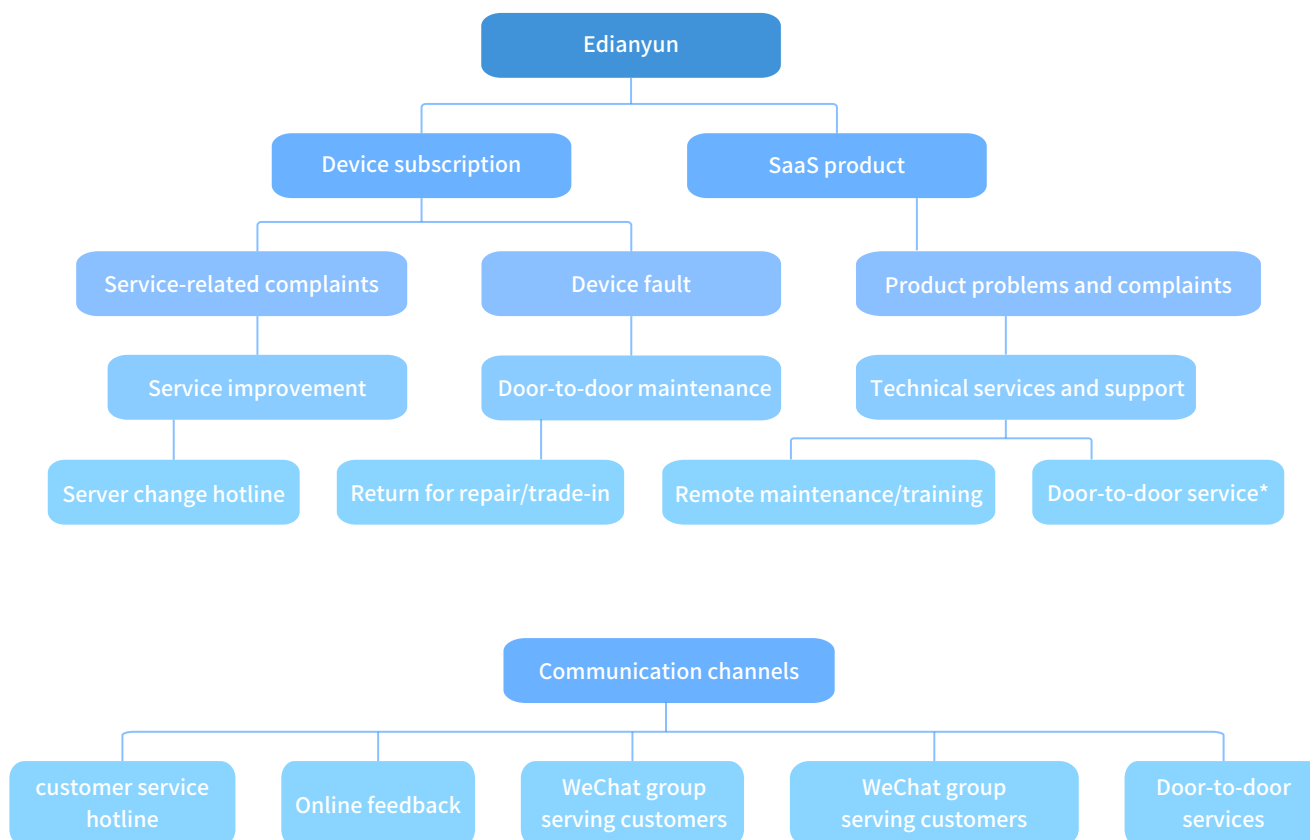 Edianyun
Device subscription
SaaS product
Service-related complaints
Device fault
Product problems and complaints
Service improvement
Door-to-door maintenance
Technical services and support
Server change hotline
Return for repair/trade-in
Remote maintenance/training
Door-to-door service*
Communication channels
customer service
hotline
Online feedback
WeChat group
serving customers
WeChat group
serving customers
Door-to-door
services